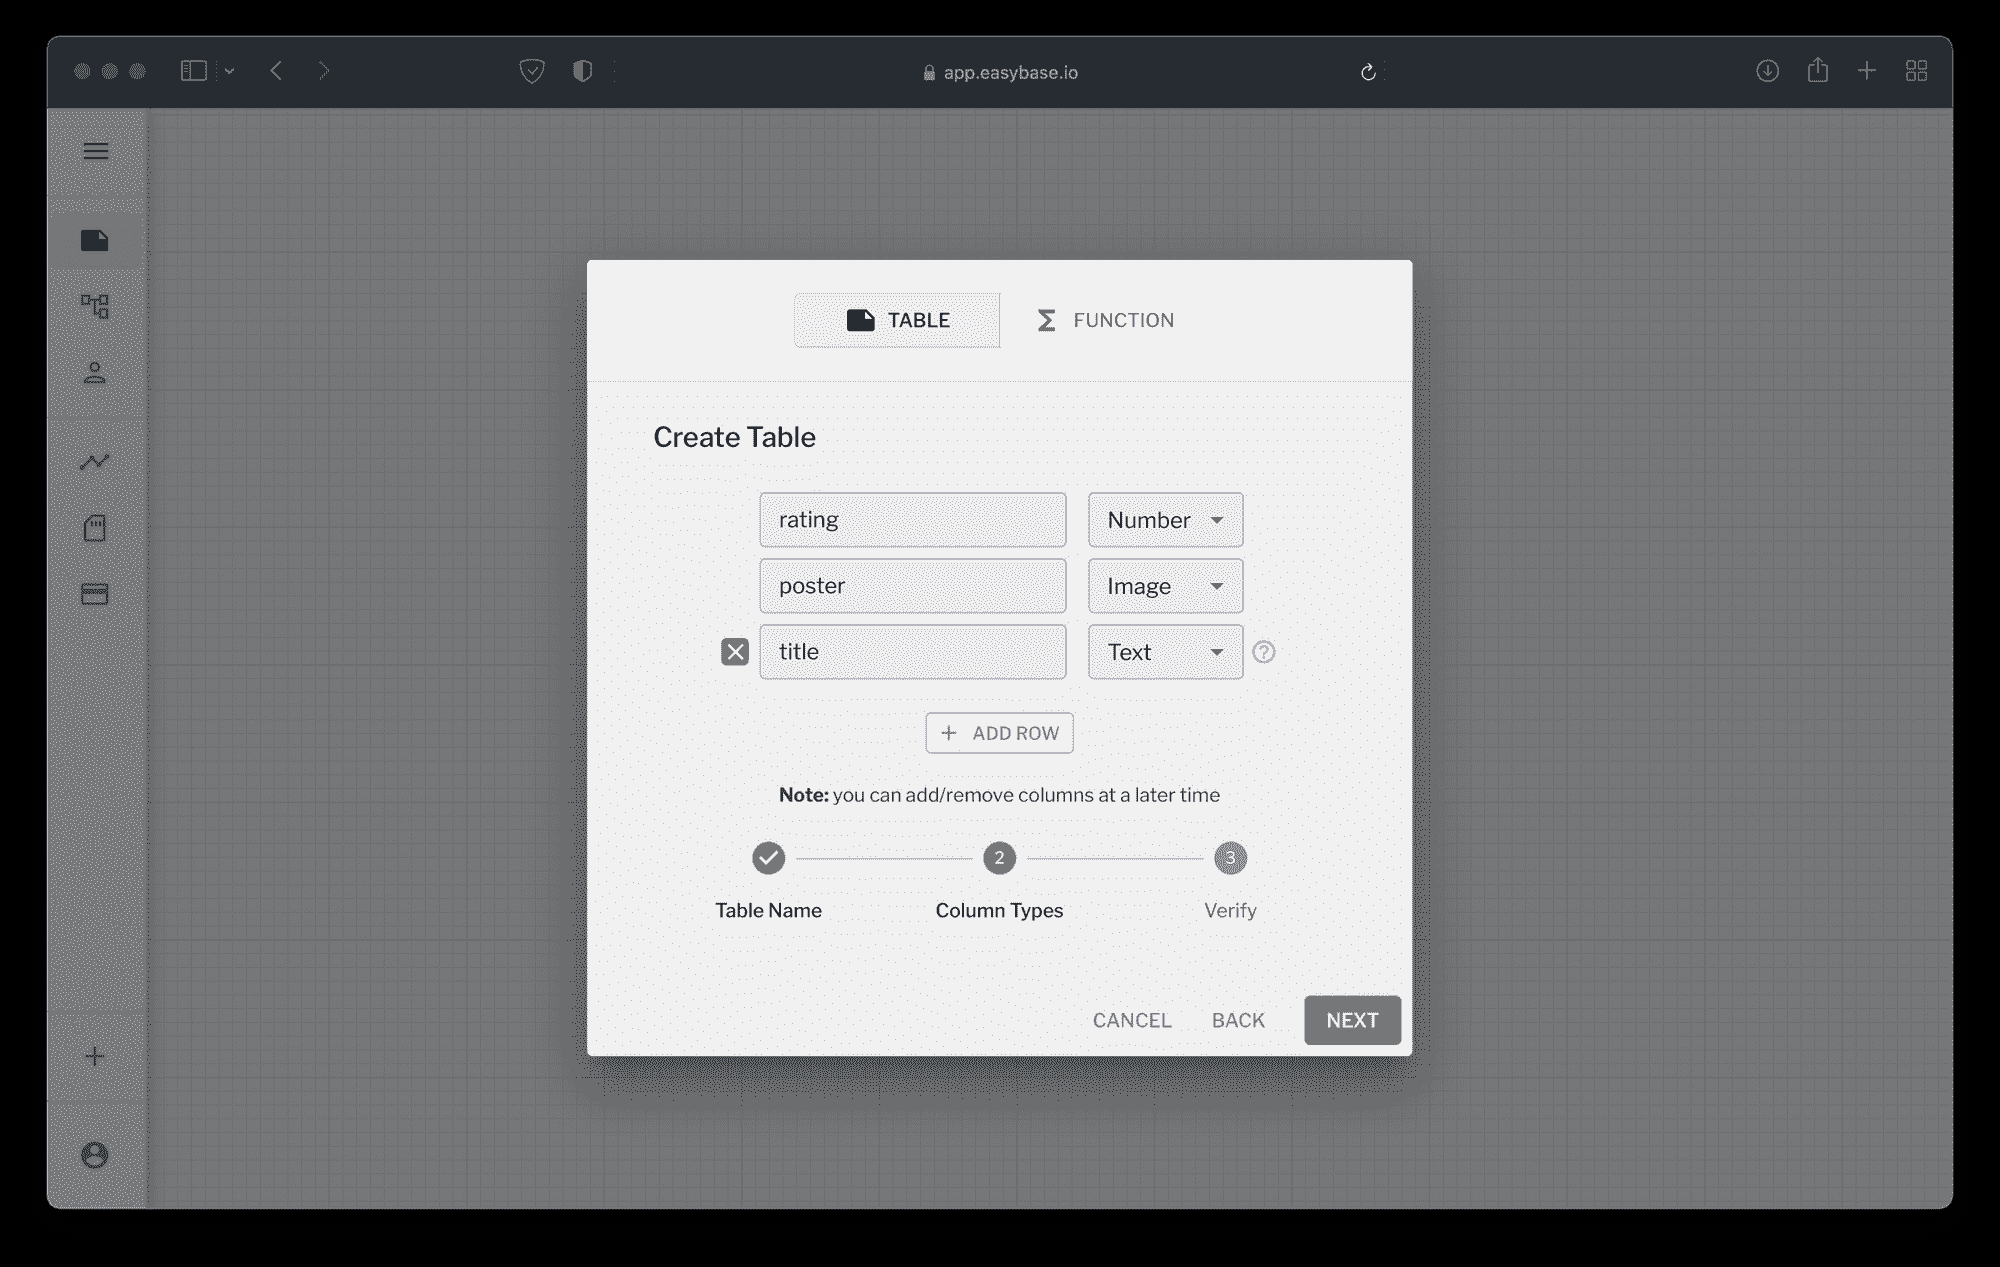 app.easybase.io
TABLE
FUNCTION
Create Table
rating
Number
poster
Image
title
Text
?
+ ADD ROW
Note: you can add/remove columns at a later time
2
3
Table Name
Column Types
Verify
CANCEL
BACK
NEXT